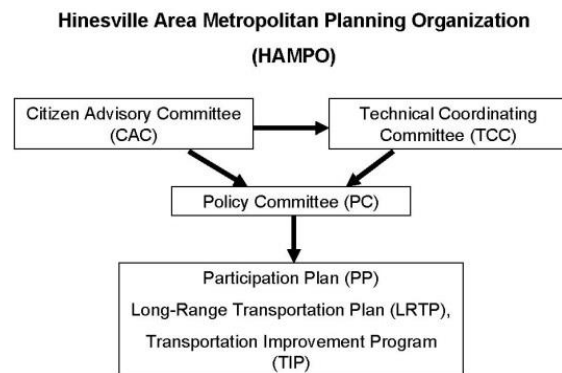 Hinesville Area Metropolitan Planning Organization
(HAMPO)
Citizen Advisory Committee
(CAC)
Technical Coordinating
Committee (TCC)
Policy Committee (PC)
Participation Plan (PP)
Long-Range Transportation Plan (LRTP),
Transportation Improvement Program
(TIP)